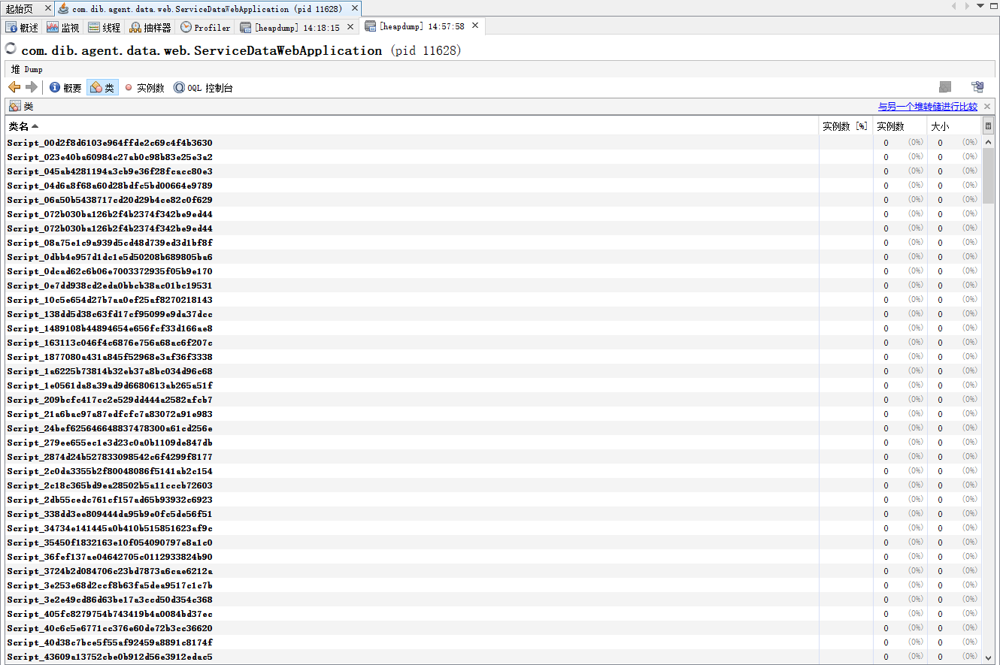 起始页 com.dib.agent.data.web.ServiceDataWebApplication (pid 11628)
概述 监视 线程 抽样器 Profiler [heapdump] 14:18:15 [heapdump] 14:57:58
com.dib.agent.data.web.ServiceDataWebApplication (pid 11628)
堆 Dump
概要 类 实例数 OQL 控制台
类 与另一个堆转储进行比较
类名 实例数 [%] 实例数 大小
Script_00d2f8d6103e964ffde2c69c4f4b3630 0 (0%) 0 (0%)
Script_023e40ba60984c27ab0c98b83e25e3a2 0 (0%) 0 (0%)
Script_045ab4281194a3cb9e36f28fcacc80e3 0 (0%) 0 (0%)
Script_04d6a8f68a60d28bdfc5bd00664e9789 0 (0%) 0 (0%)
Script_06a50b5438717cd20d29b4ce82c0f629 0 (0%) 0 (0%)
Script_072b030ba126b2f4b2374f342be9ed44 0 (0%) 0 (0%)
Script_072b030ba126b2f4b2374f342be9ed44 0 (0%) 0 (0%)
Script_08a75e1c9a939d5cd48d739ed3d1bf8f 0 (0%) 0 (0%)
Script_0dbb4e957d1dc1e5d50208b689805ba6 0 (0%) 0 (0%)
Script_0dcad62c6b06e7003372935f05b9e170 0 (0%) 0 (0%)
Script_0e7dd938cd2eda0bbcb38ac01bc19531 0 (0%) 0 (0%)
Script_10c5e654d27b7aa0ef25af8270218143 0 (0%) 0 (0%)
Script_138dd5d38c63fd17cf95099e9da37dcc 0 (0%) 0 (0%)
Script_1489108b44894654e656fcf33d166ae8 0 (0%) 0 (0%)
Script_163113c046f4c6876e756a68ac6f207c 0 (0%) 0 (0%)
Script_1877080a431a845f52968e3af36f3338 0 (0%) 0 (0%)
Script_1a6225b73814b32eb37a8bc034d96c68 0 (0%) 0 (0%)
Script_1e0561da8a39ad9d6680613ab265a51f 0 (0%) 0 (0%)
Script_209bcfc417cc2e529dd444a2582afcb7 0 (0%) 0 (0%)
Script_21a6bac97a87edfcfc7a83072a91e983 0 (0%) 0 (0%)
Script_24bef625646648837478300a61cd256e 0 (0%) 0 (0%)
Script_279ee655ec1e3d23c0a0b1109de847db 0 (0%) 0 (0%)
Script_2874d24b527833098542c6f4299f8177 0 (0%) 0 (0%)
Script_2c0da3355b2f80048086f5141ab2c154 0 (0%) 0 (0%)
Script_2c18c365bd9ea28502b5a11cccb72603 0 (0%) 0 (0%)
Script_2db55cedc761cf157ad65b93932c6923 0 (0%) 0 (0%)
Script_338dd3ee809444da95b9e0fc5de56f51 0 (0%) 0 (0%)
Script_34734e141445a0b410b515851623af9c 0 (0%) 0 (0%)
Script_35450f1832163e10f054090797e8a1c0 0 (0%) 0 (0%)
Script_36fef137ae04642705c0112933824b90 0 (0%) 0 (0%)
Script_3724b2d084706c23bd7873a6cae6212a 0 (0%) 0 (0%)
Script_3e253e68d2ccf8b63fa5dea9517c1c7b 0 (0%) 0 (0%)
Script_3e2e49cd86d63be17a3ccd50d354c368 0 (0%) 0 (0%)
Script_405fc8279754b743419b4a0084bd37ec 0 (0%) 0 (0%)
Script_40c6c5e6771cc376e60de72b3cc36620 0 (0%) 0 (0%)
Script_40d38c7bce5f55af92459a8891c8174f 0 (0%) 0 (0%)
Script_43609a13752cbe0b912d56e3912edac5 0 (0%) 0 (0%)